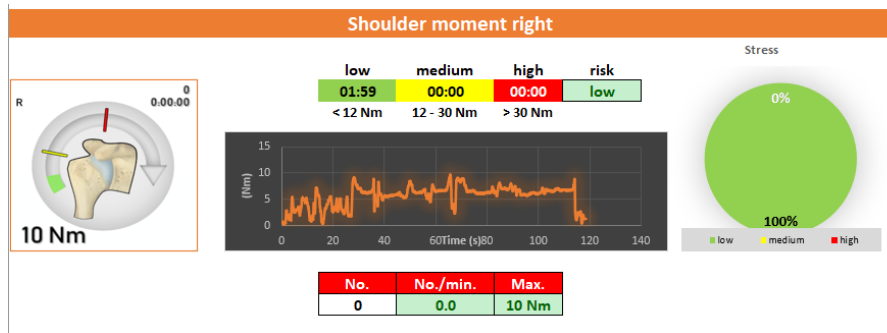 Shoulder moment right
0
R
0:00:00
10 Nm
low medium high risk
01:59 00:00 00:00 low
< 12 Nm 12 - 30 Nm > 30 Nm
15
10
5
0
(Nm)
0 20 40 60 80 100 120 140
Time (s)
No. No./min. Max.
0 0.0 10 Nm
Stress
0%
100%
low medium high